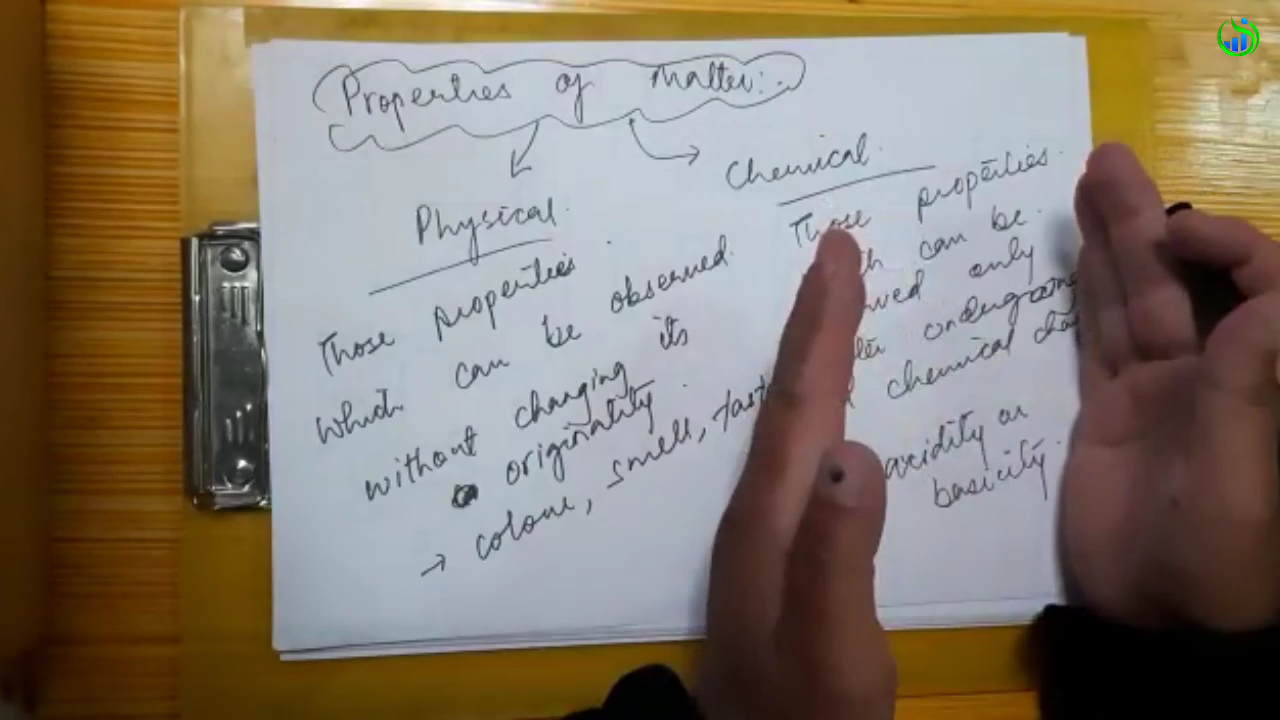 Properties of Matter:-
Physical.
Those properties
which can be observed.
without changing its
originality.
→ colour, smell,
Chemical.
Those properties.
can be.
only
undergoing
chemical
acidity or
basicity.